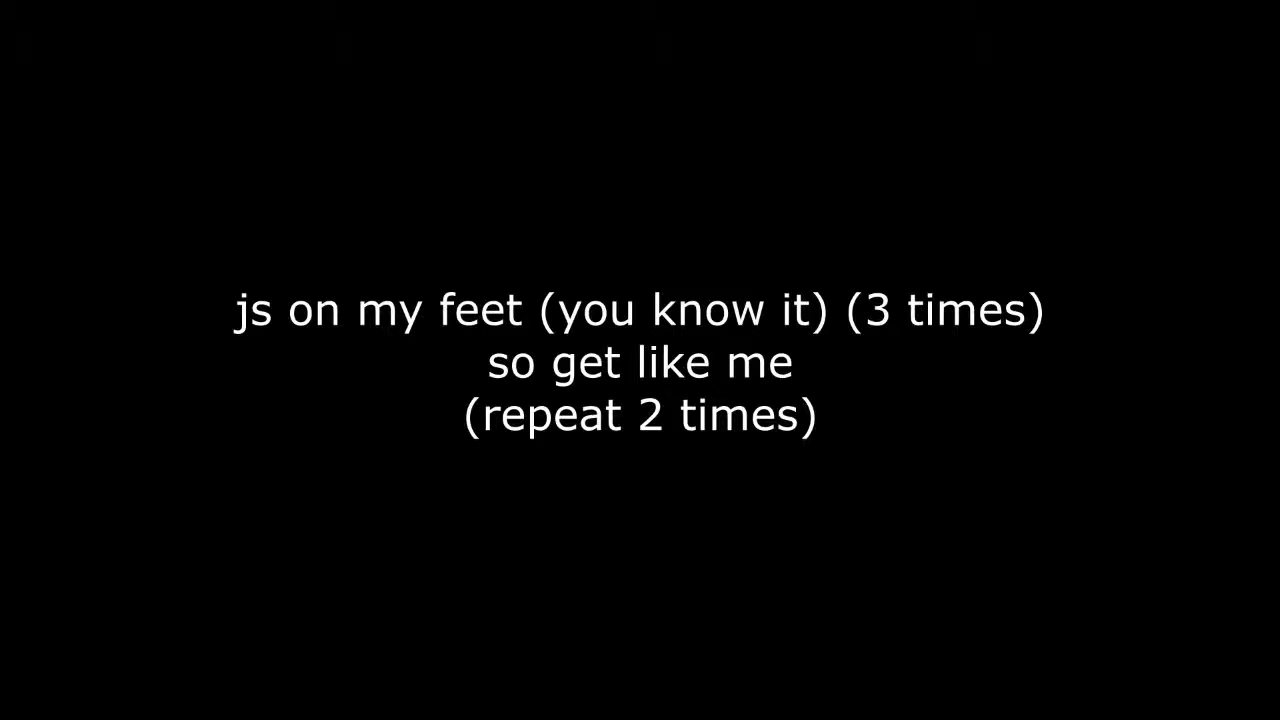 js on my feet (you know it) (3 times)
so get like me
(repeat 2 times)